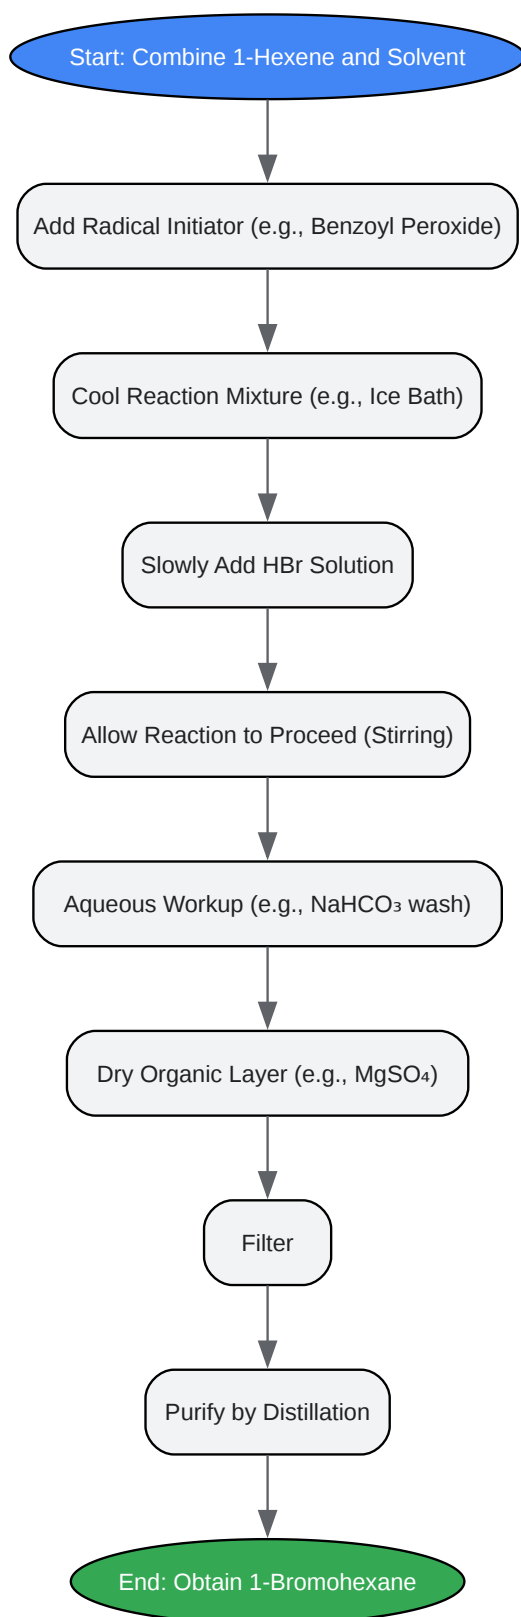 Start: Combine 1-Hexene and Solvent
Add Radical Initiator (e.g., Benzoyl Peroxide)
Cool Reaction Mixture (e.g., Ice Bath)
Slowly Add HBr Solution
Allow Reaction to Proceed (Stirring)
Aqueous Workup (e.g., NaHCO₃ wash)
Dry Organic Layer (e.g., MgSO₄)
Filter
Purify by Distillation
End: Obtain 1-Bromohexane